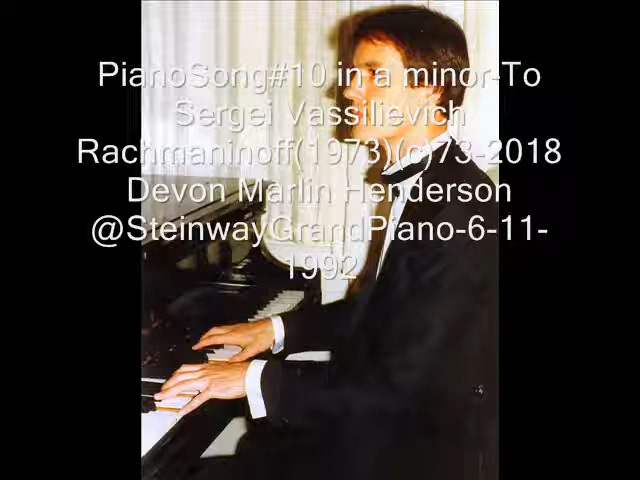 PianoSong#10 in a minor-To
Sergei Vassilievich
Rachmaninoff(1973)(c)73-2018
Devon Marlin Henderson
@SteinwayGrandPiano-6-11-
1992